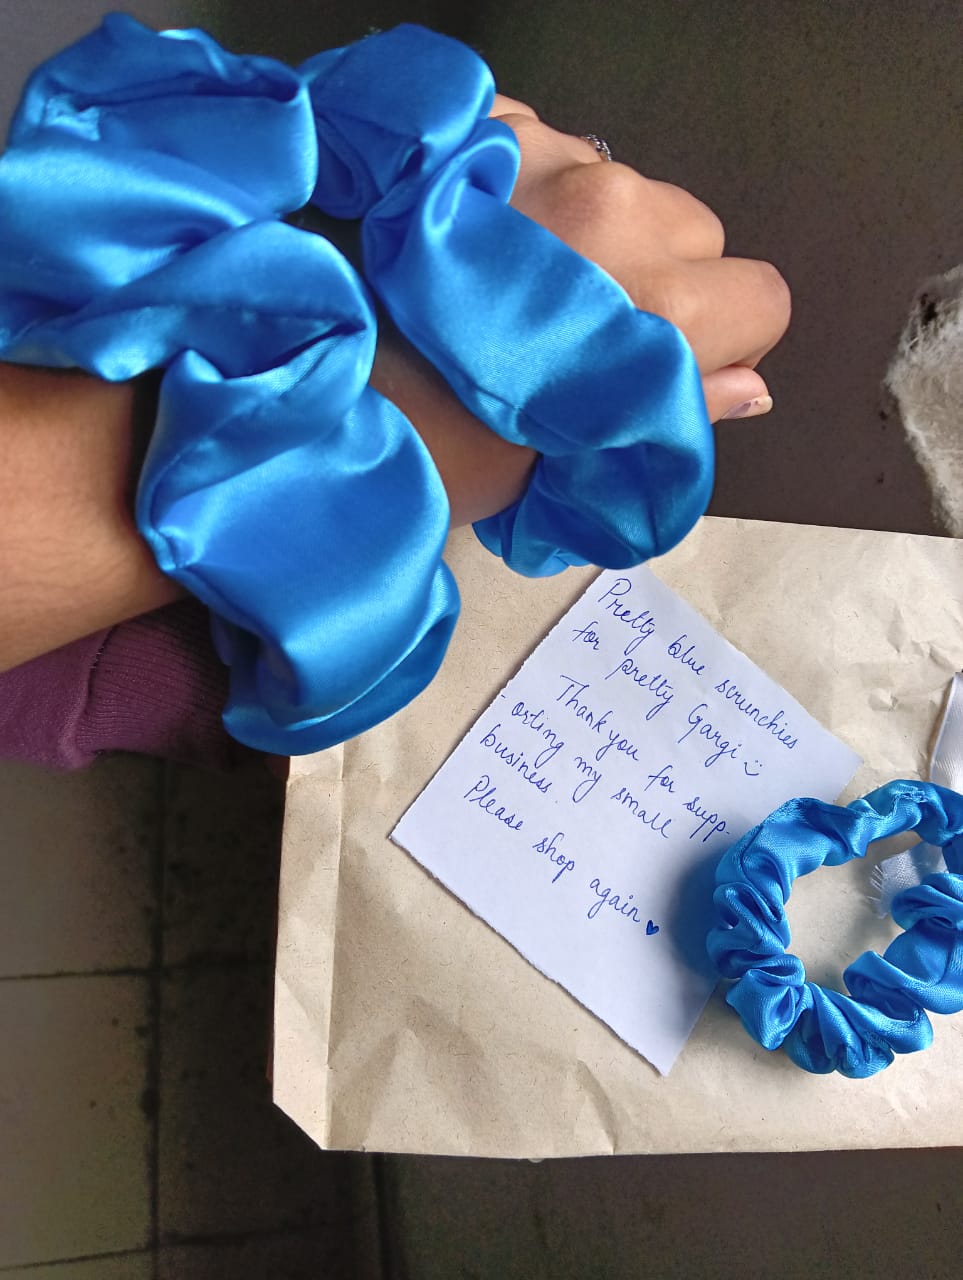 Pretty blue scrunchies
for pretty Gargi :)
Thank you for supp-
-orting my small
business.
Please shop again ♥